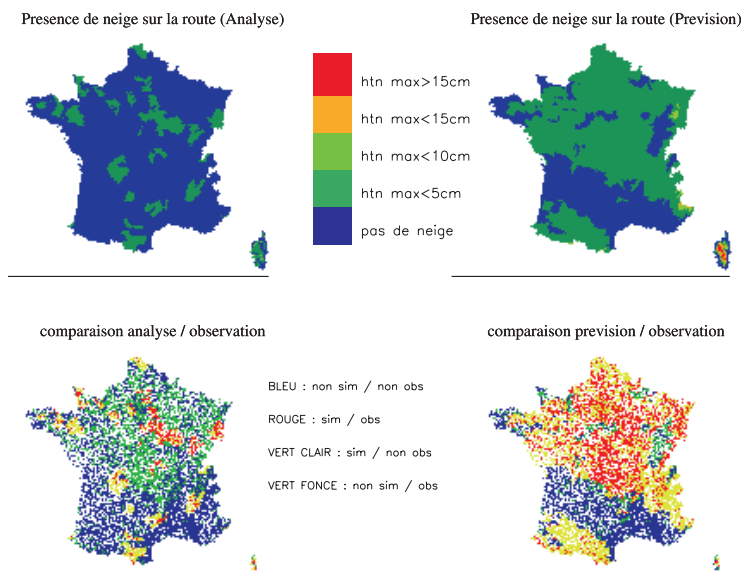 Presence de neige sur la route (Analyse)
Presence de neige sur la route (Prevision)
htn max>15cm
htn max<15cm
htn max<10cm
htn max<5cm
pas de neige
comparaison analyse / observation
comparaison prevision / observation
BLEU : non sim / non obs
ROUGE : sim / obs
VERT CLAIR : sim / non obs
VERT FONCE : non sim / obs